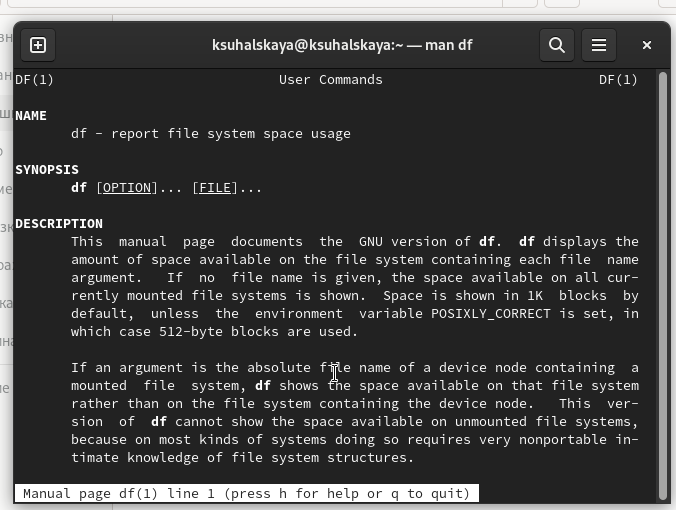 ksuhalskaya@ksuhalskaya:~ — man df
DF(1) User Commands DF(1)
NAME
df - report file system space usage
SYNOPSIS
df [OPTION]... [FILE]...
DESCRIPTION
This manual page documents the GNU version of df. df displays the
amount of space available on the file system containing each file name
argument. If no file name is given, the space available on all cur-
rently mounted file systems is shown. Space is shown in 1K blocks by
default, unless the environment variable POSIXLY_CORRECT is set, in
which case 512-byte blocks are used.
If an argument is the absolute file name of a device node containing a
mounted file system, df shows the space available on that file system
rather than on the file system containing the device node. This ver-
sion of df cannot show the space available on unmounted file systems,
because on most kinds of systems doing so requires very nonportable in-
timate knowledge of file system structures.
Manual page df(1) line 1 (press h for help or q to quit)